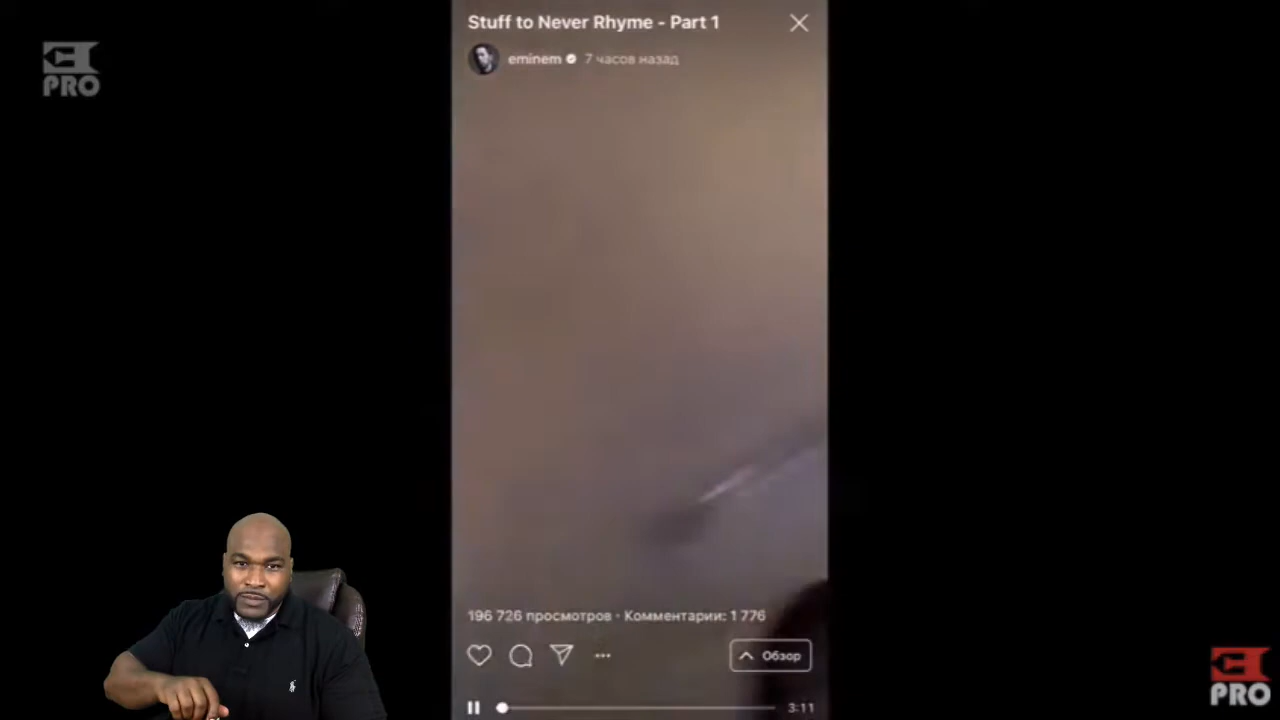 Stuff to Never Rhyme - Part 1
eminem 7 часов назад
PRO
196 726 просмотров · Комментарии: 1 776
Обзор
3:11
PRO